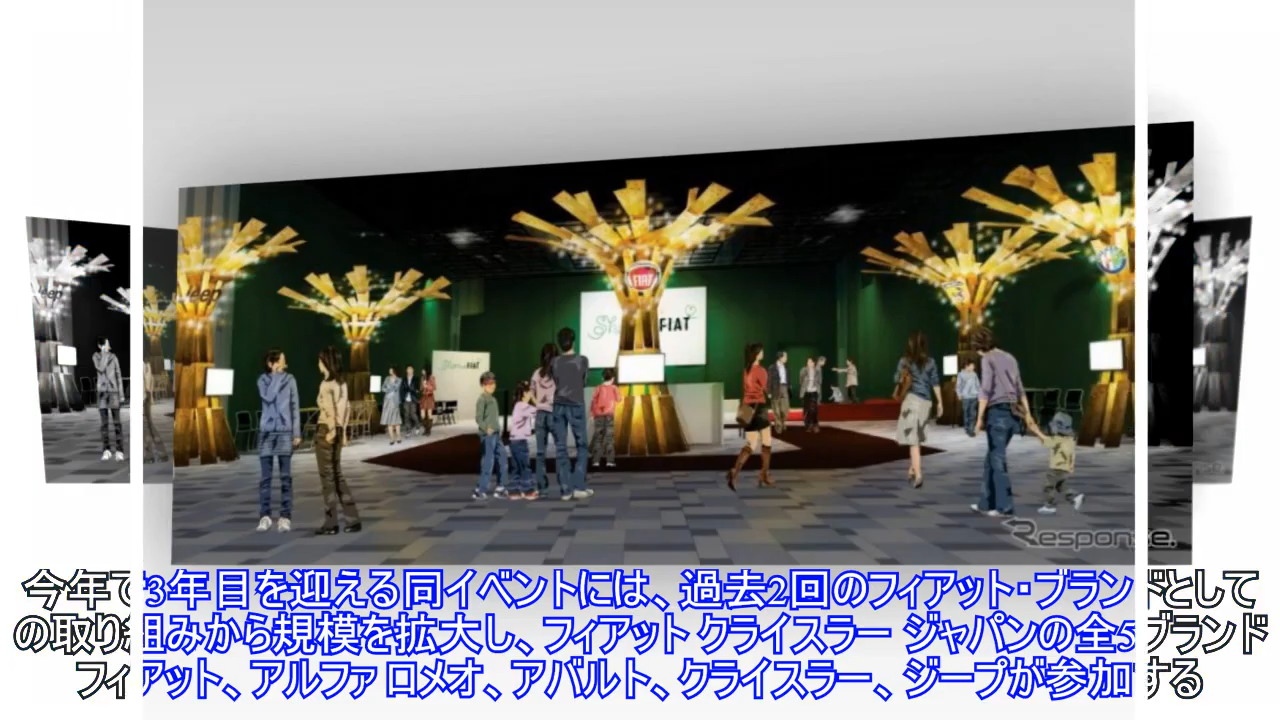 Jeep
Jeep
FIAT
Share FIAT
FIAT
Response.
今年で3年目を迎える同イベントには、過去2回のフィアット・ブランドとして
の取り組みから規模を拡大し、フィアット クライスラー ジャパンの全5ブランド
フィアット、アルファ ロメオ、アバルト、クライスラー、ジープが参加する